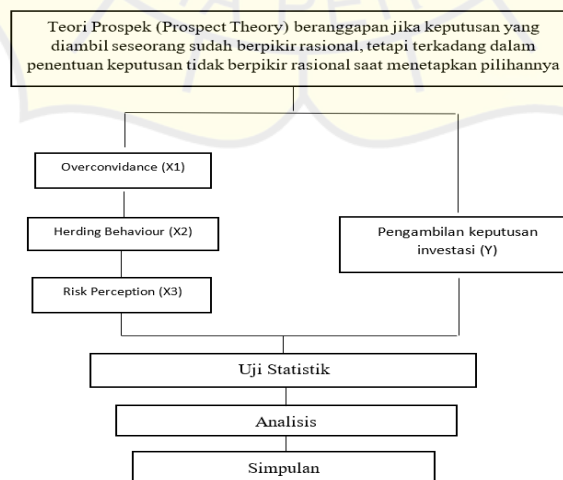 Teori Prospek (Prospect Theory) beranggapan jika keputusan yang
diambil seseorang sudah berpikir rasional, tetapi terkadang dalam
penentuan keputusan tidak berpikir rasional saat menetapkan pilihannya
Overconvidance (X1)
Herding Behaviour (X2)
Risk Perception (X3)
Pengambilan keputusan
investasi (Y)
Uji Statistik
Analisis
Simpulan